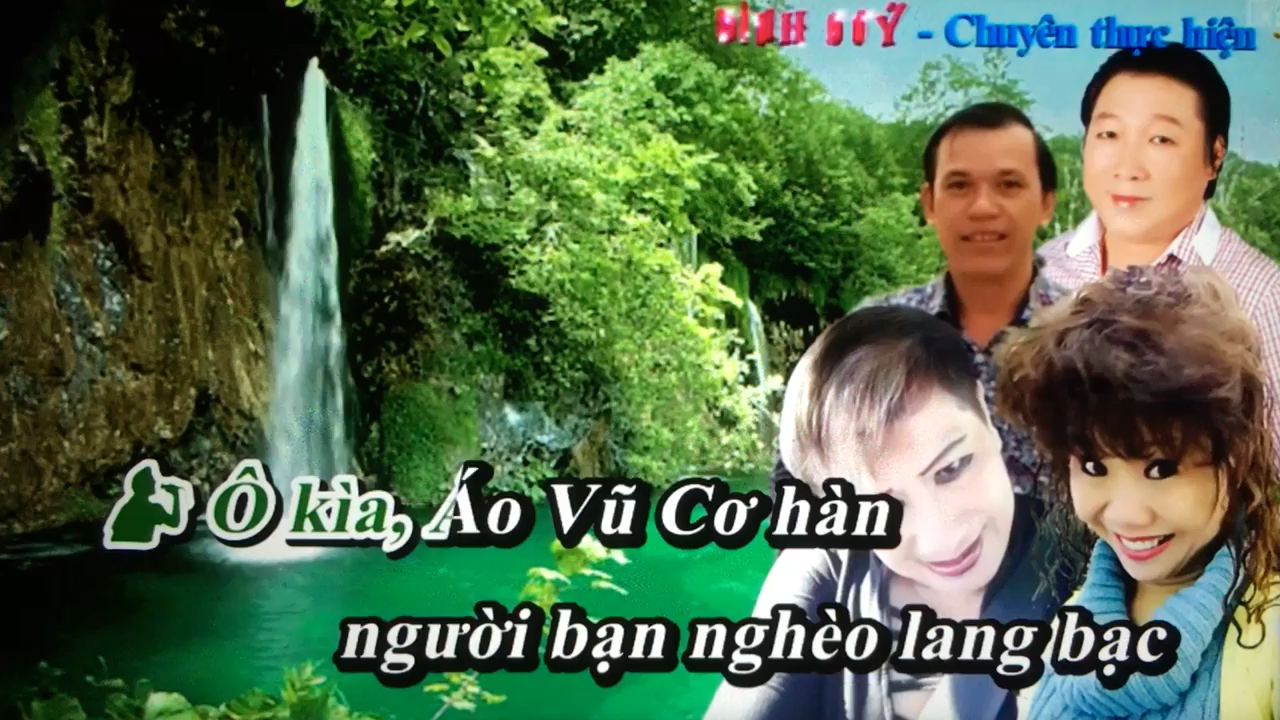 - Chuyên thực hiện
Ô kìa, Áo Vũ Cơ hàn
người bạn nghèo lang bạc